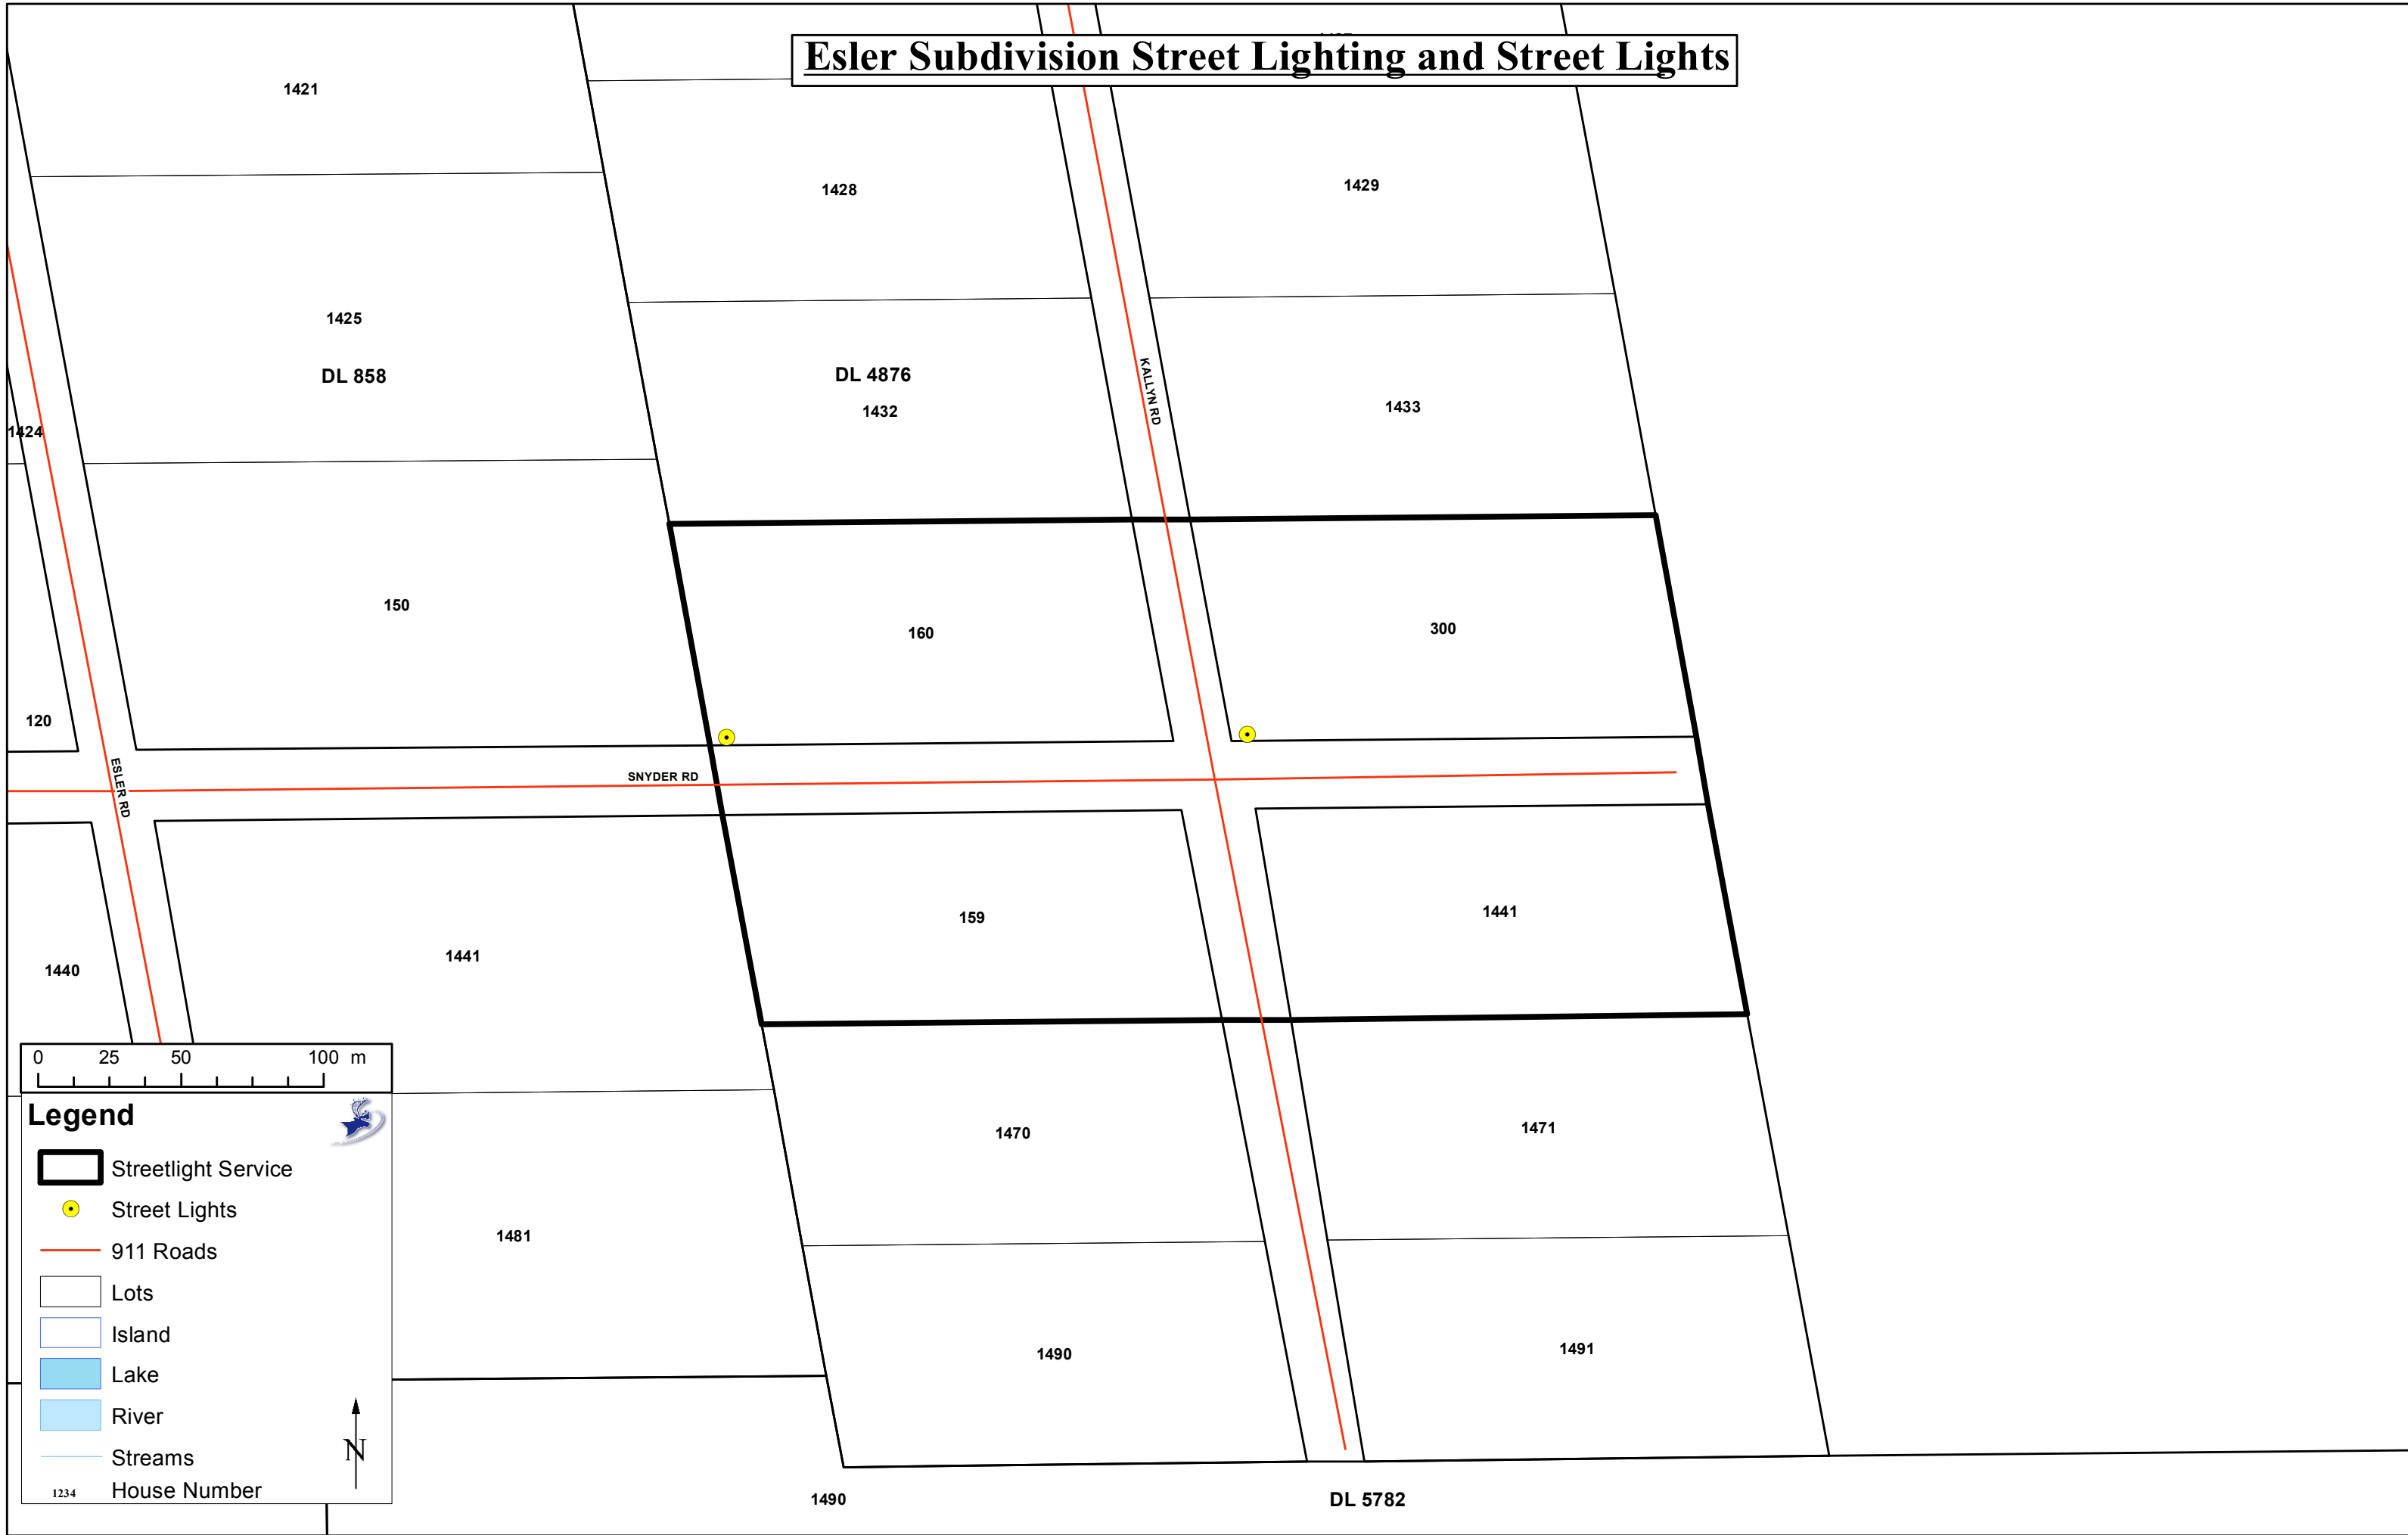 Esler Subdivision Street Lighting and Street Lights
1421
1428
1429
1425
DL 858
DL 4876
1432
KALLYN RD
1433
1424
150
160
300
120
ESLER RD
SNYDER RD
159
1441
1441
1440
0 25 50 100 m
Legend
Streetlight Service
Street Lights
911 Roads
Lots
Island
Lake
River
Streams
1234 House Number
N
1470
1471
1481
1490
1491
1490
DL 5782